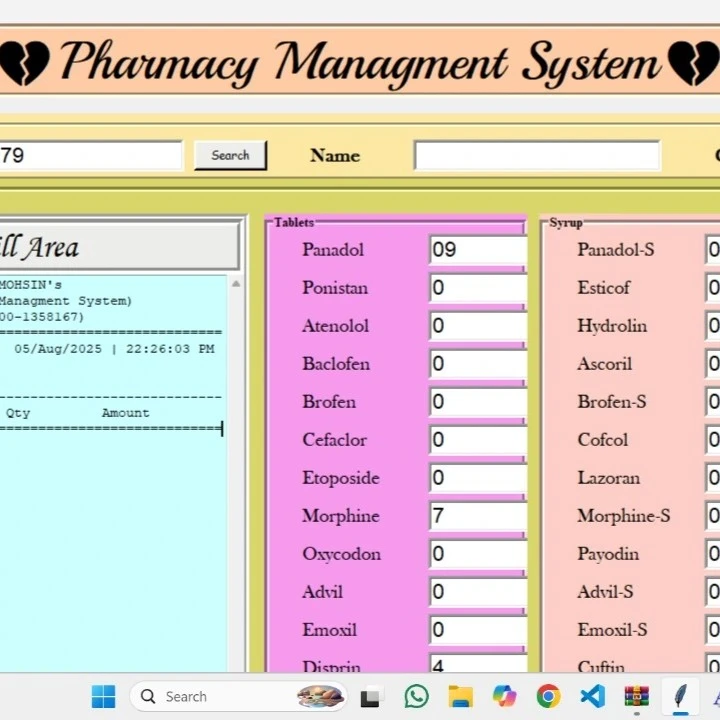 Pharmacy Managment System
79 Search Name
ill Area
MOHSIN's
Managment System)
00-1358167)
05/Aug/2025 | 22:26:03 PM
Qty Amount
Tablets
Panadol 09
Ponistan 0
Atenolol 0
Baclofen 0
Brofen 0
Cefaclor 0
Etoposide 0
Morphine 7
Oxycodon 0
Advil 0
Emoxil 0
Disprin 4
Syrup
Panadol-S 0
Esticof 0
Hydrolin 0
Ascoril 0
Brofen-S 0
Cofcol 0
Lazoran 0
Morphine-S 0
Payodin 0
Advil-S 0
Emoxil-S 0
Cuftin 0
Search